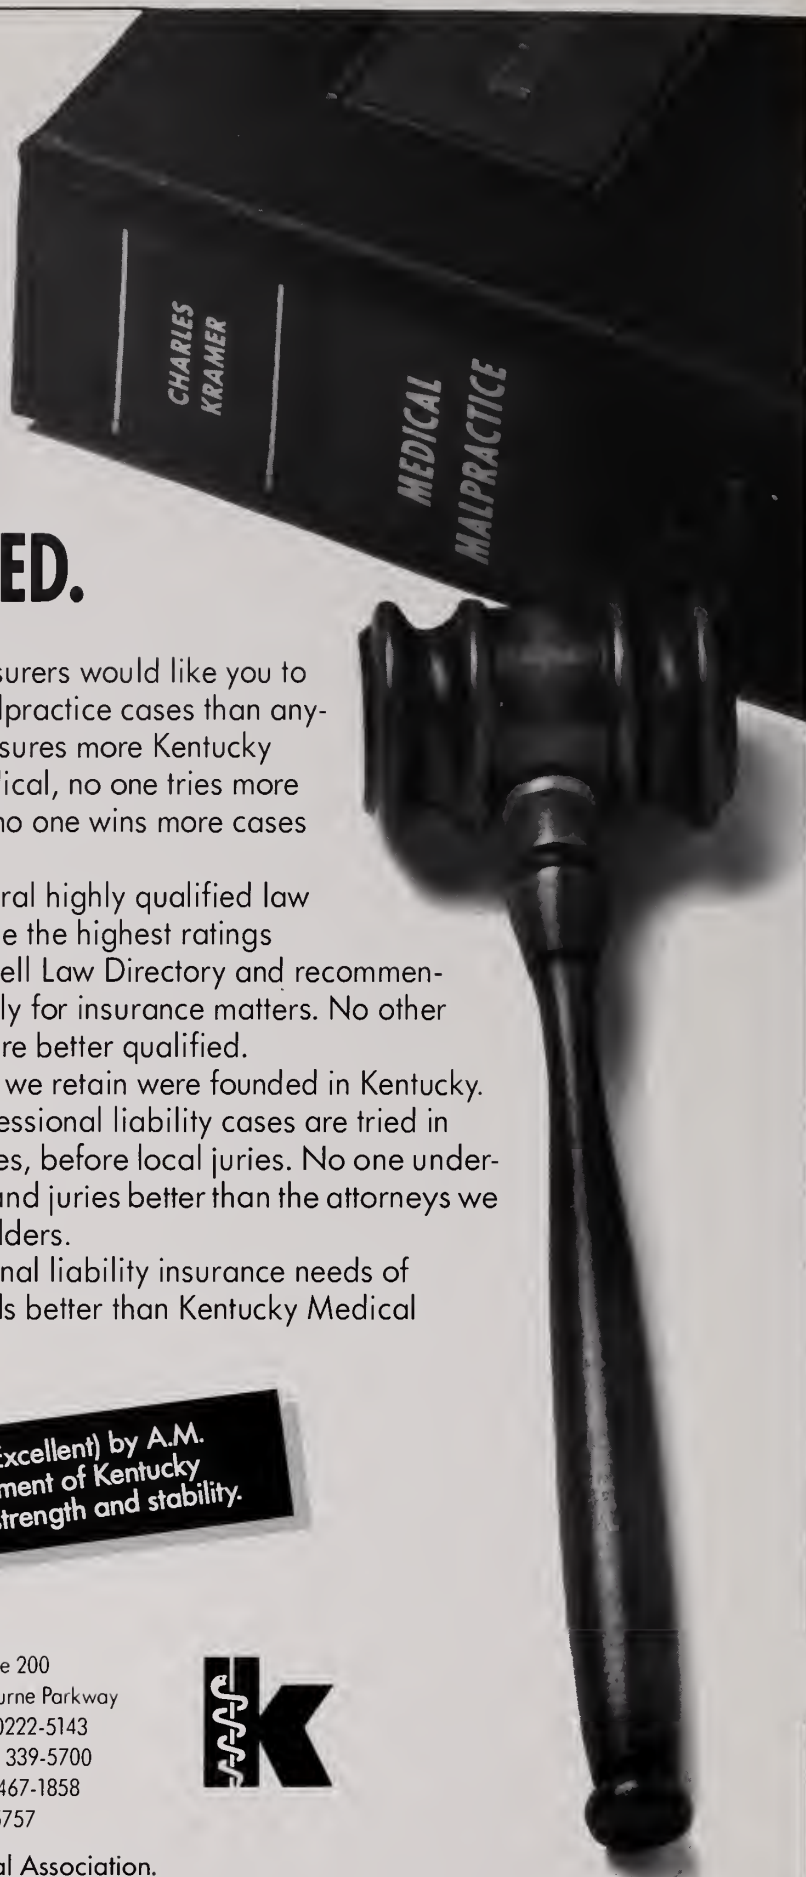 CHARLES
KRAMER
MEDICAL
MALPRACTICE
ED.
surers would like you to
lpractice cases than any-
sures more Kentucky
ical, no one tries more
no one wins more cases
ral highly qualified law
e the highest ratings
ell Law Directory and recommen-
ly for insurance matters. No other
re better qualified.
we retain were founded in Kentucky.
essional liability cases are tried in
es, before local juries. No one under-
and juries better than the attorneys we
lders.
nal liability insurance needs of
ls better than Kentucky Medical
Excellent) by A.M.
ment of Kentucky
strength and stability.
e 200
urne Parkway
0222-5143
339-5700
467-1858
5757
al Association.
k